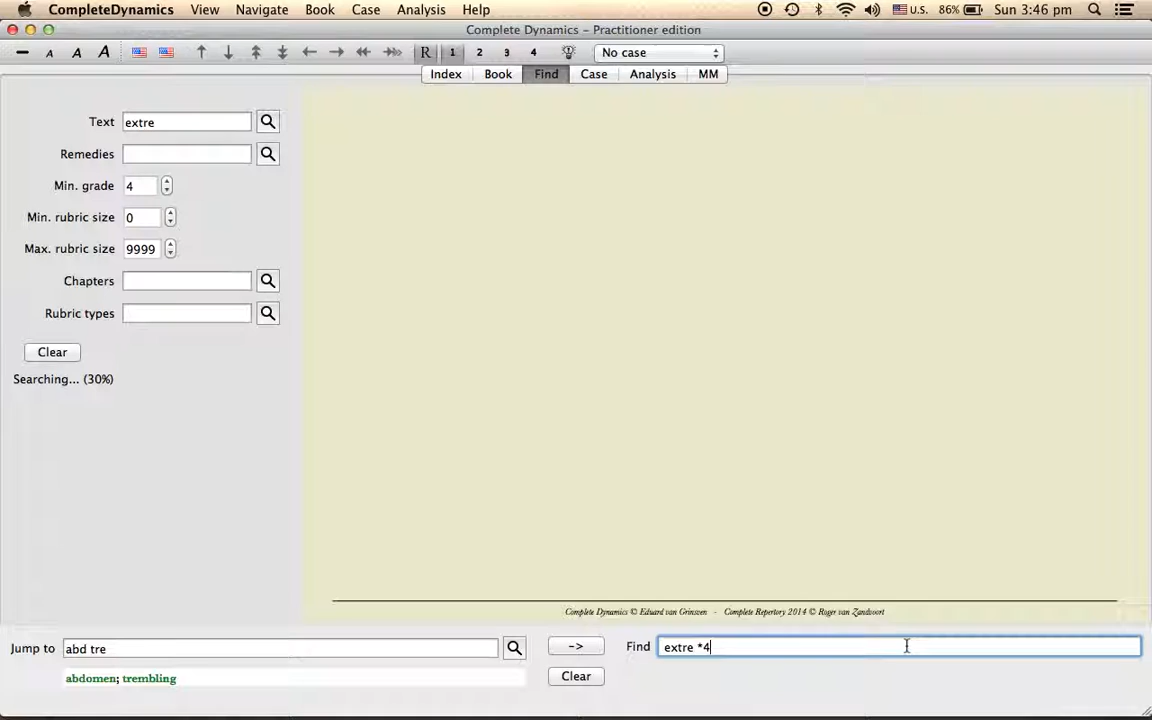 CompleteDynamics View Navigate Book Case Analysis Help U.S. 86% Sun 3:46 pm
Complete Dynamics – Practitioner edition
A A A R 1 2 3 4 No case
Index Book Find Case Analysis MM
Text extre
Remedies
Min. grade 4
Min. rubric size 0
Max. rubric size 9999
Chapters
Rubric types
Clear
Searching... (30%)
Complete Dynamics © Eduard van Grinsven - Complete Repertory 2014 © Roger van Zandvoort
Jump to abd tre -> Find extre *4
abdomen; trembling Clear